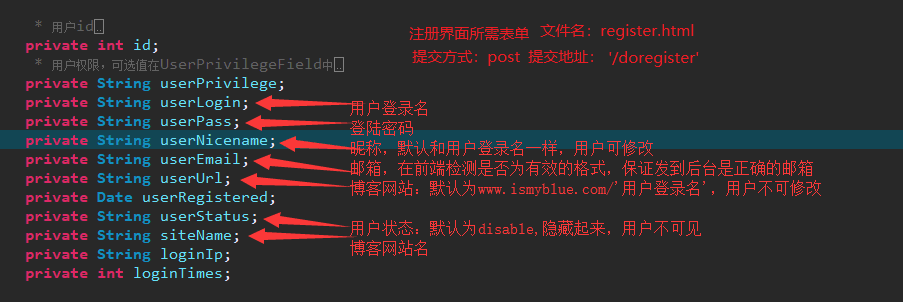 * 用户id
注册界面所需表单 文件名：register.html
private int id;
提交方式：post 提交地址： '/doregister'
* 用户权限，可选值在UserPrivilegeField中
private String userPrivilege;
private String userLogin;
用户登录名
private String userPass;
登陆密码
private String userNicename;
昵称，默认和用户登录名一样，用户可修改
private String userEmail;
邮箱，在前端检测是否为有效的格式，保证发到后台是正确的邮箱
private String userUrl;
博客网站：默认为www.ismyblue.com/'用户登录名'，用户不可修改
private Date userRegistered;
private String userStatus;
用户状态：默认为disable,隐藏起来，用户不可见
private String siteName;
博客网站名
private String loginIp;
private int loginTimes;